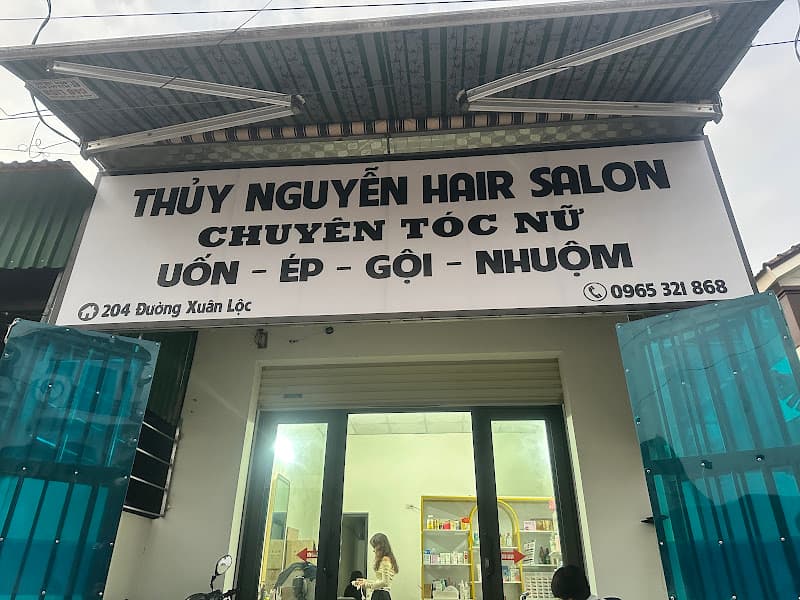 THỦY NGUYỄN HAIR SALON
CHUYÊN TÓC NỮ
UỐN - ÉP - GỘI - NHUỘM
204 Đường Xuân Lộc
0965 321 868